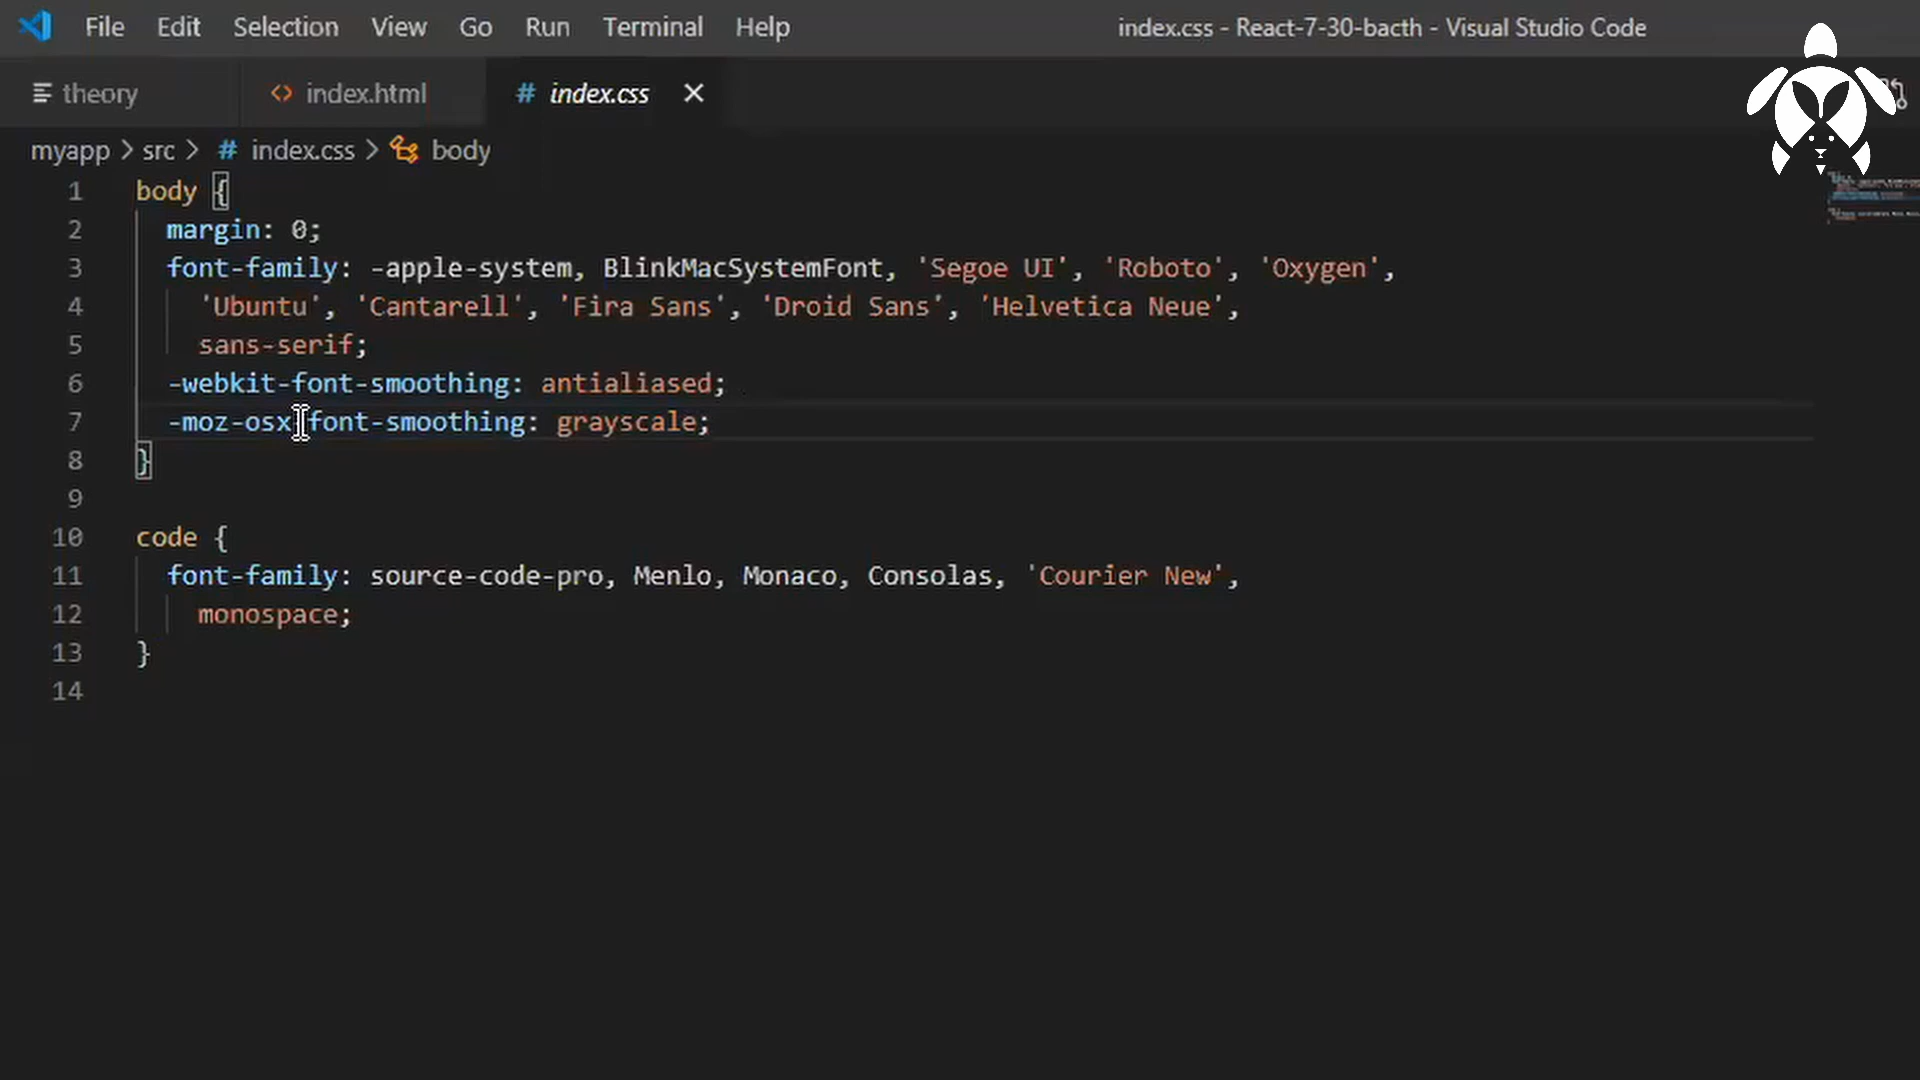 File Edit Selection View Go Run Terminal Help index.css - React-7-30-bacth - Visual Studio Code
theory <> index.html # index.css ×
myapp > src > # index.css > body
1 body {
2 margin: 0;
3 font-family: -apple-system, BlinkMacSystemFont, 'Segoe UI', 'Roboto', 'Oxygen',
4 'Ubuntu', 'Cantarell', 'Fira Sans', 'Droid Sans', 'Helvetica Neue',
5 sans-serif;
6 -webkit-font-smoothing: antialiased;
7 -moz-osx-font-smoothing: grayscale;
8 }
9
10 code {
11 font-family: source-code-pro, Menlo, Monaco, Consolas, 'Courier New',
12 monospace;
13 }
14